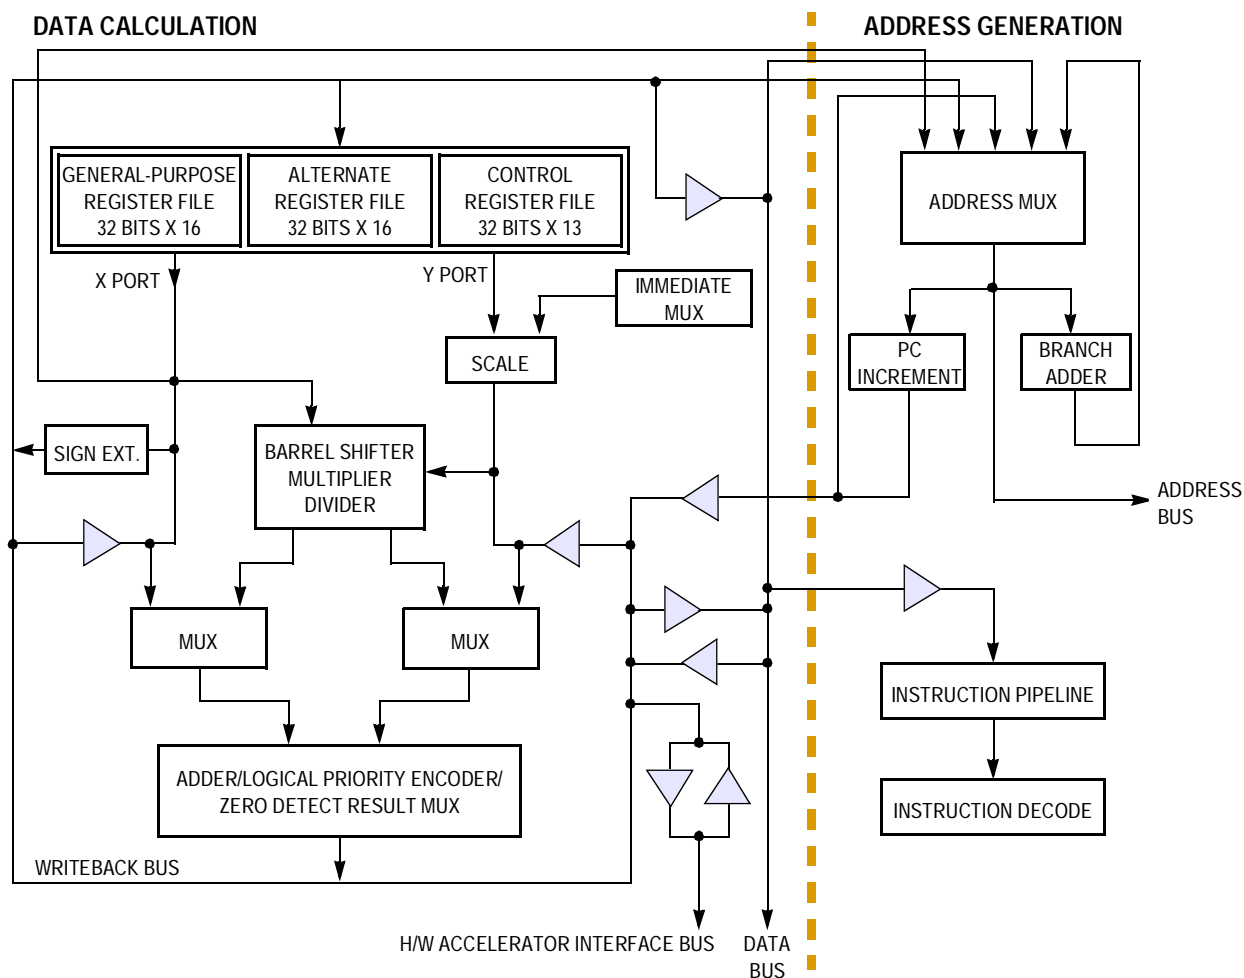 DATA CALCULATION
ADDRESS GENERATION
GENERAL-PURPOSE
REGISTER FILE
32 BITS X 16
ALTERNATE
REGISTER FILE
32 BITS X 16
CONTROL
REGISTER FILE
32 BITS X 13
ADDRESS MUX
X PORT
Y PORT
IMMEDIATE
MUX
SCALE
PC
INCREMENT
BRANCH
ADDER
SIGN EXT.
BARREL SHIFTER
MULTIPLIER
DIVIDER
ADDRESS
BUS
MUX
MUX
INSTRUCTION PIPELINE
ADDER/LOGICAL PRIORITY ENCODER/
ZERO DETECT RESULT MUX
INSTRUCTION DECODE
WRITEBACK BUS
H/W ACCELERATOR INTERFACE BUS
DATA
BUS